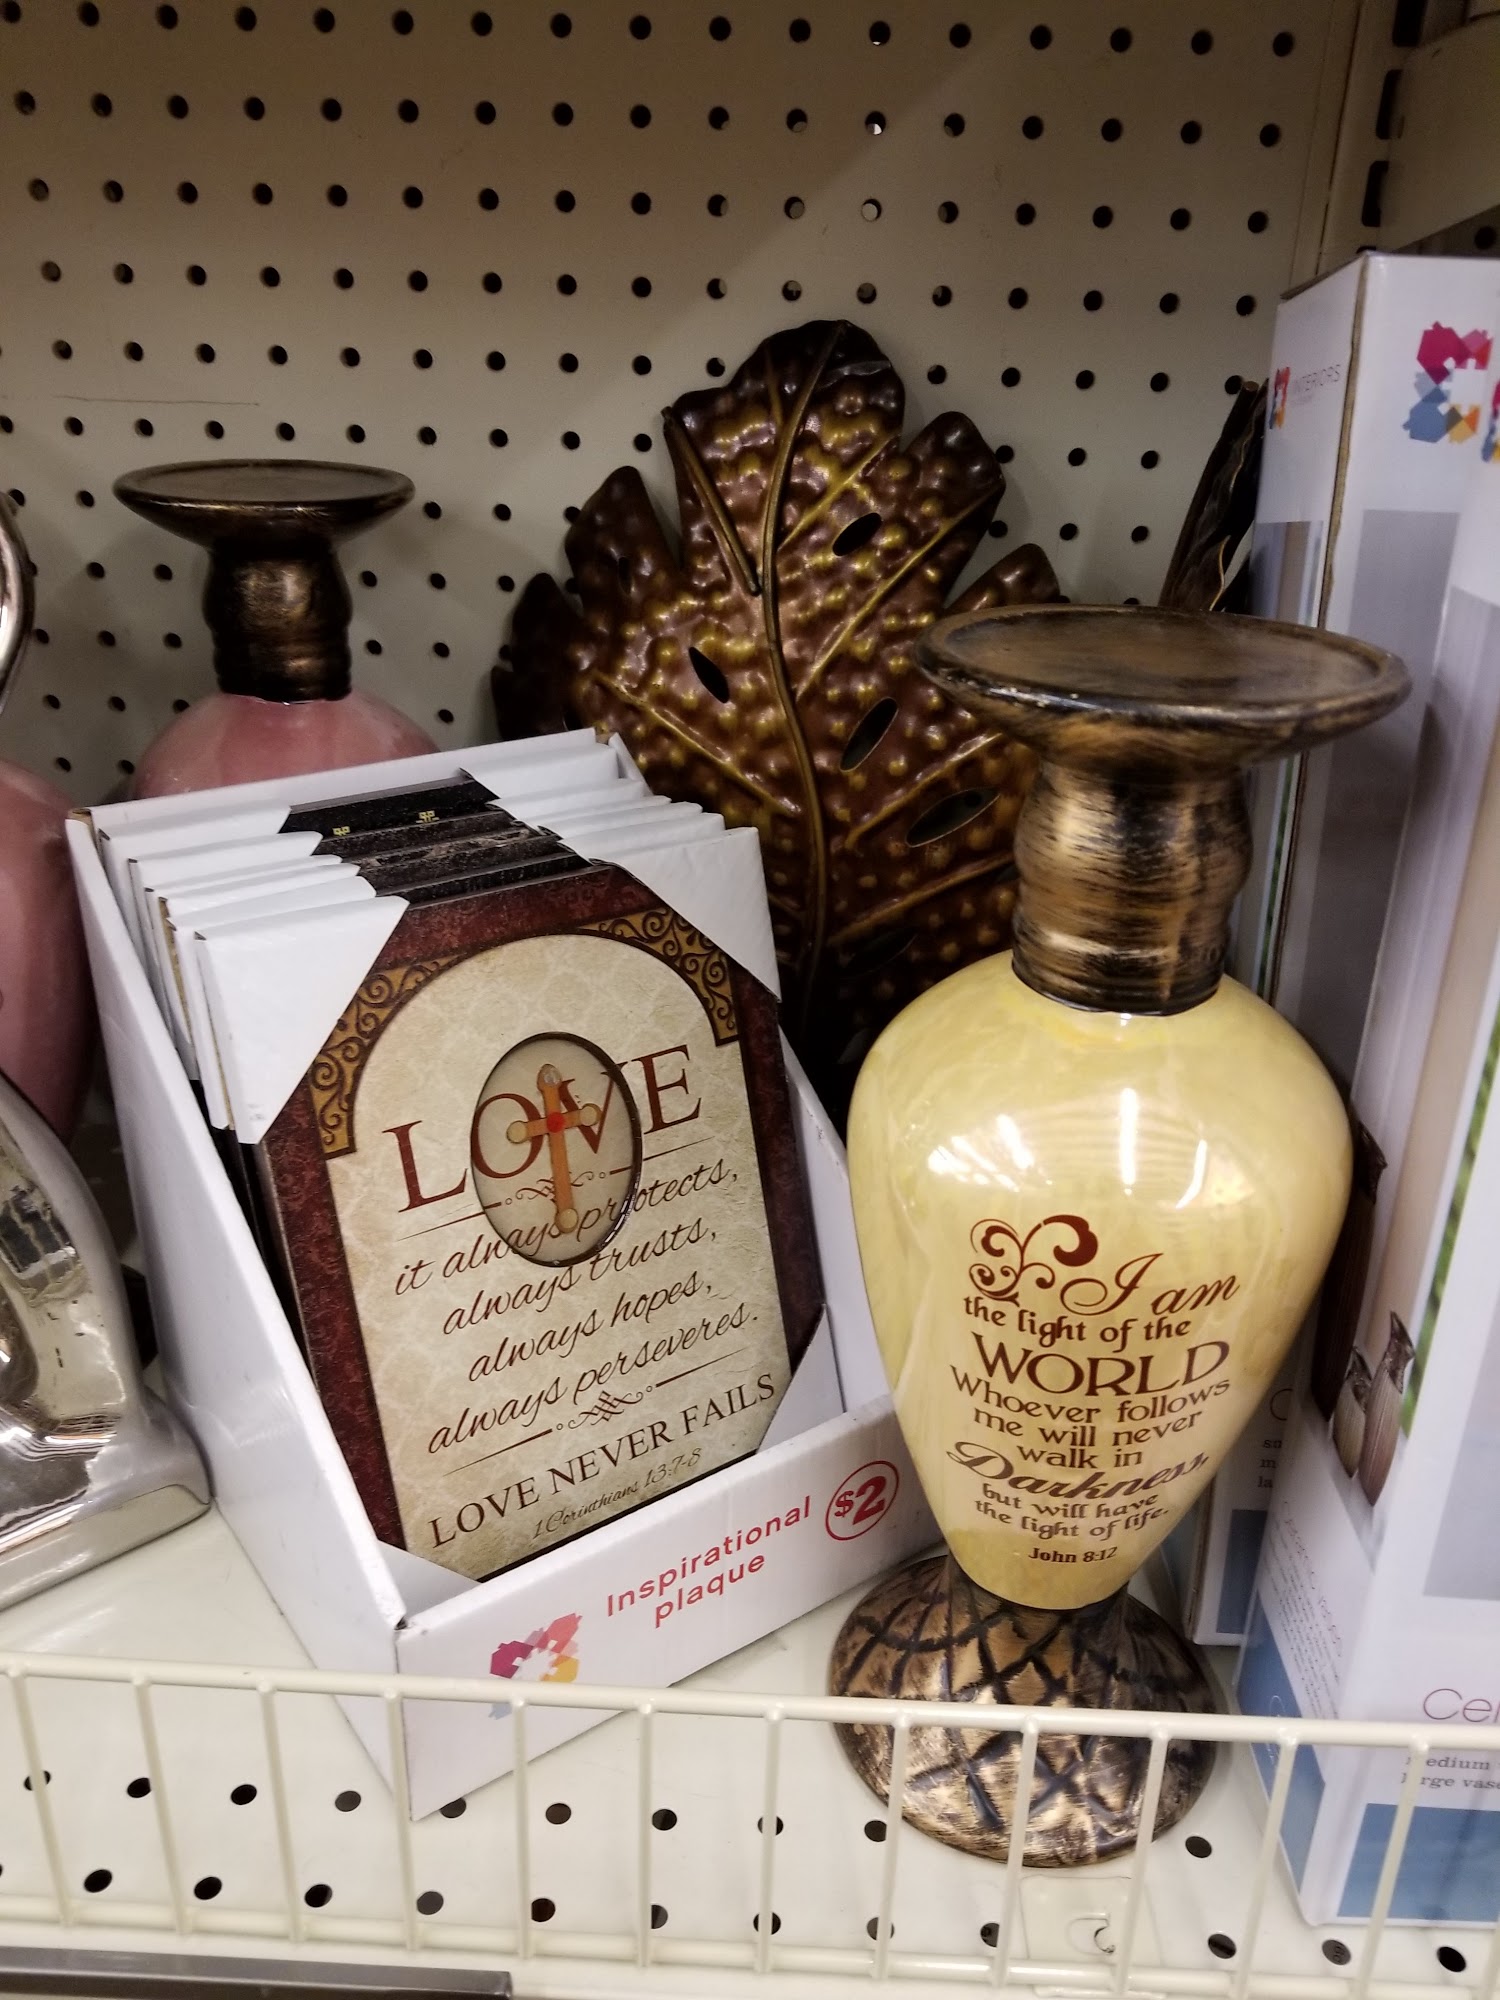 LOVE
it always protects,
always trusts,
always hopes,
always perseveres.
LOVE NEVER FAILS
1 Corinthians 13:7-8
Inspirational
plaque
$2
I am
the light of the
WORLD
Whoever follows
me will never
walk in
Darkness,
but will have
the light of life.
John 8:12
INTERIORS